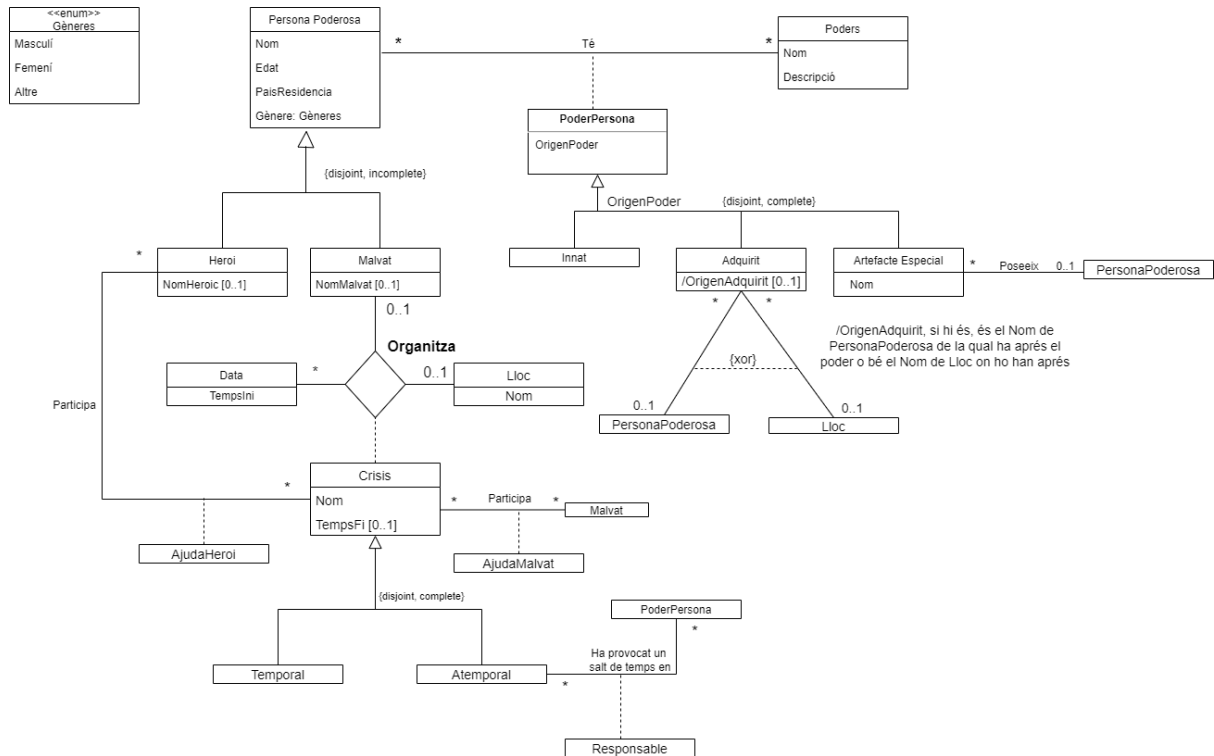 <<enum>>
Gèneres
Masculí
Femení
Altre
Persona Poderosa
Nom
Edat
PaisResidencia
Gènere: Gèneres
*
Té
*
Poders
Nom
Descripció
PoderPersona
OrigenPoder
{disjoint, incomplete}
OrigenPoder
{disjoint, complete}
*
Heroi
NomHeroic [0..1]
Malvat
NomMalvat [0..1]
Innat
Adquirit
/OrigenAdquirit [0..1]
Artefacte Especial
Nom
*
Poseeix
0..1
PersonaPoderosa
0..1
*
*
/OrigenAdquirit, si hi és, és el Nom de
PersonaPoderosa de la qual ha aprés el
poder o bé el Nom de Lloc on ho han aprés
Organitza
{xor}
Data
TempsIni
*
0..1
Lloc
Nom
Participa
0..1
0..1
PersonaPoderosa
Lloc
*
Crisis
Nom
TempsFi [0..1]
*
Participa
*
Malvat
AjudaHeroi
AjudaMalvat
{disjoint, complete}
PoderPersona
*
Ha provocat un
salt de temps en
Temporal
Atemporal
*
Responsable